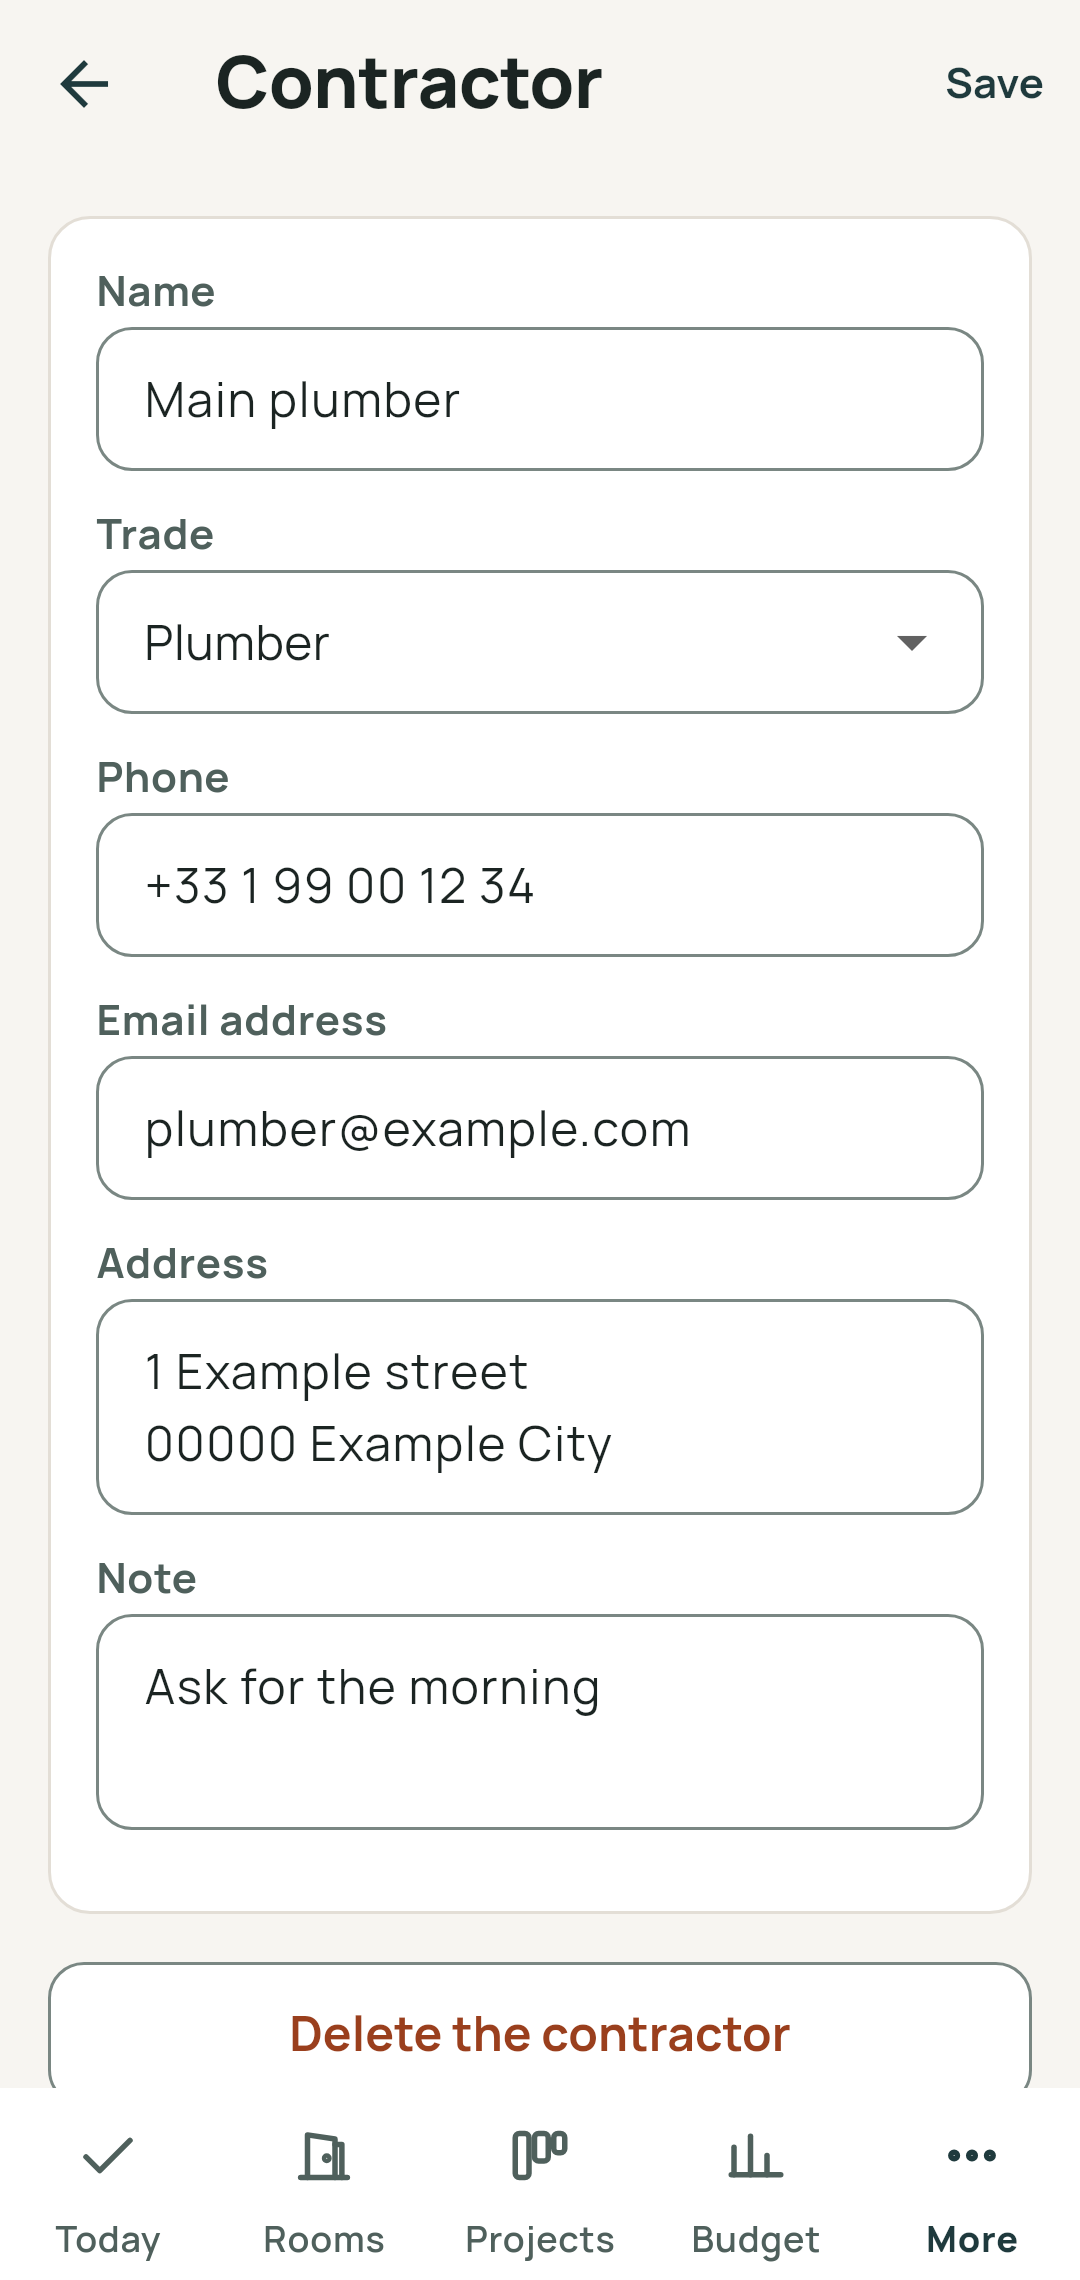 Contractor
Save
Name
Main plumber
Trade
Plumber
Phone
+33 1 99 00 12 34
Email address
plumber@example.com
Address
1 Example street
00000 Example City
Note
Ask for the morning
Delete the contractor
Today
Rooms
Projects
Budget
More